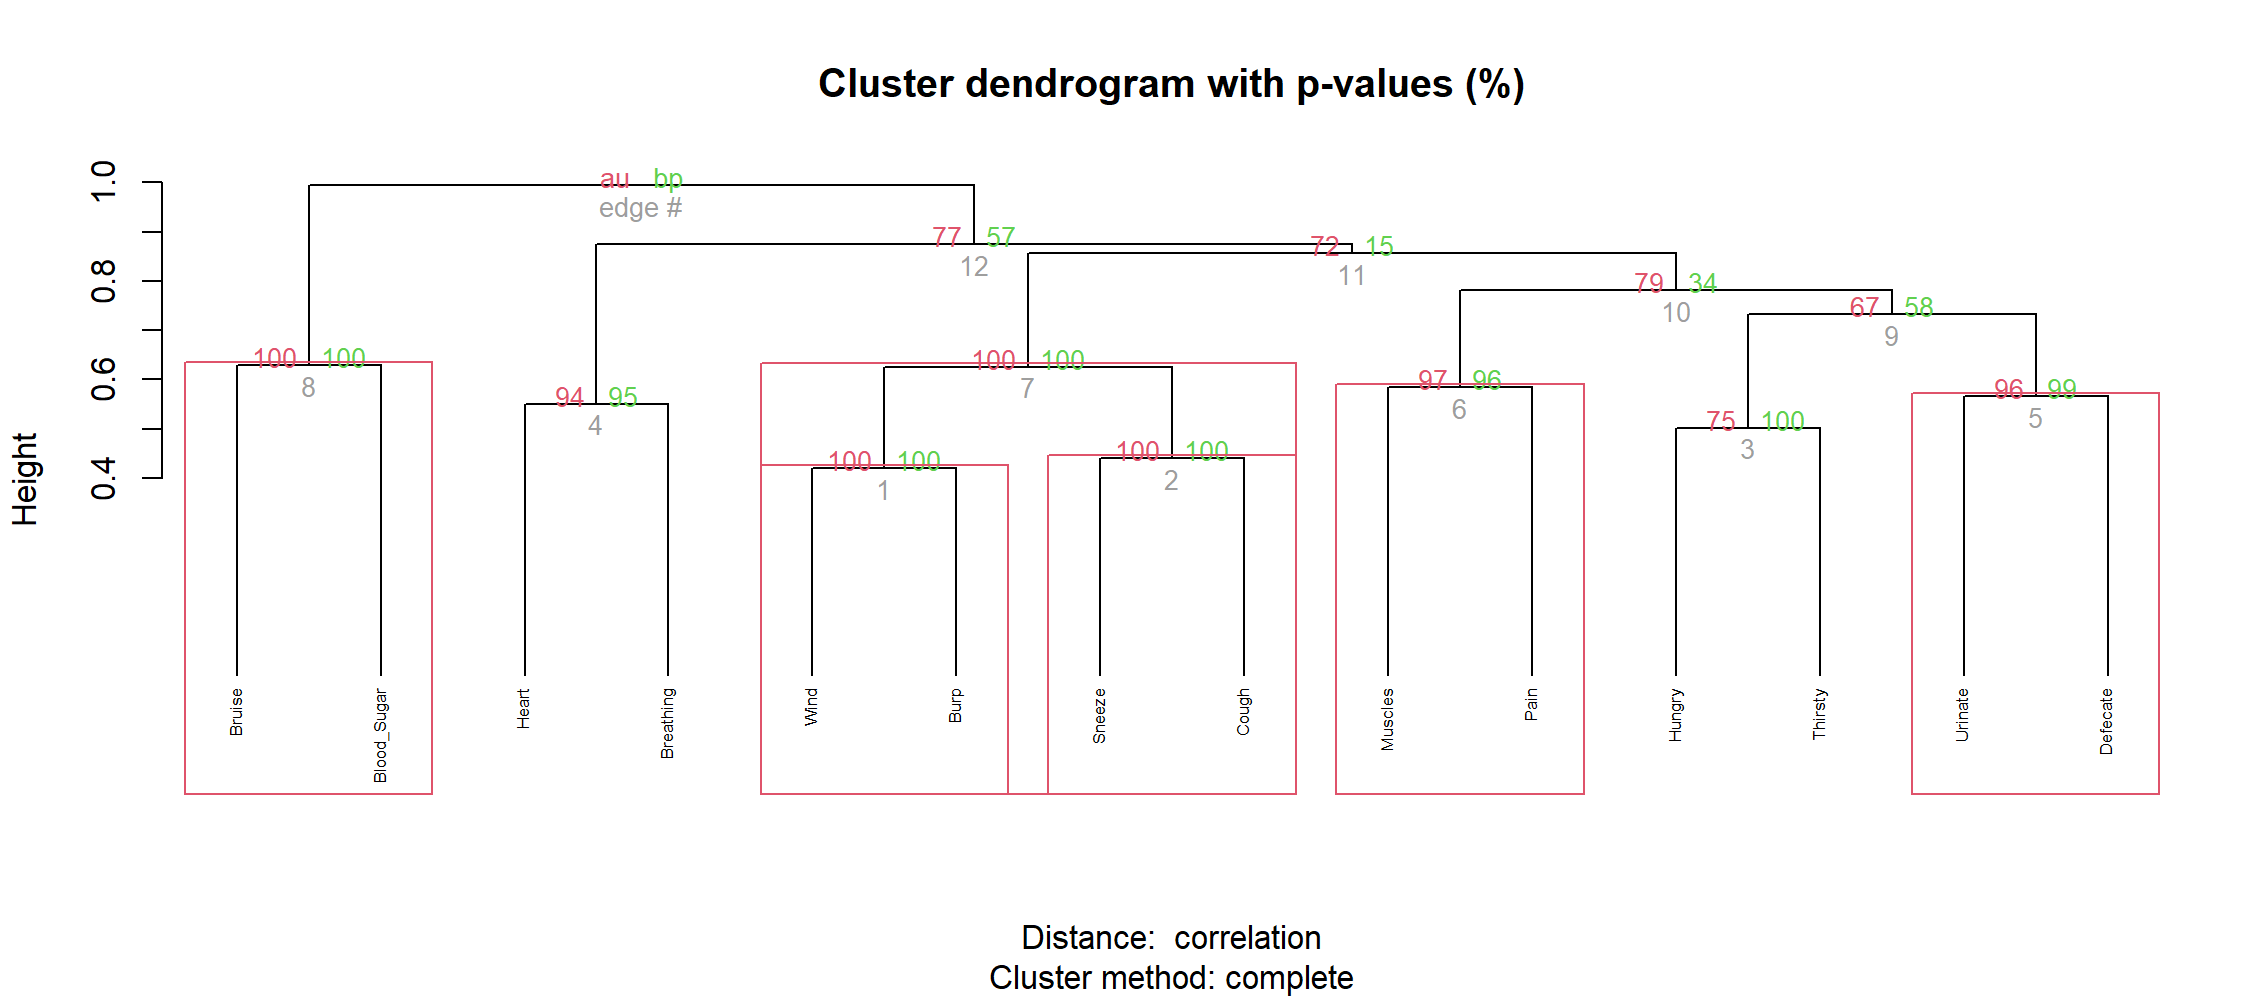 Cluster dendrogram with p-values (%)
Height
1.0
0.8
0.6
0.4
au bp
edge #
77 57
12
72 15
11
79 34
10
67 58
9
100 100
8
94 95
4
100 100
7
100 100
1
100 100
2
97 96
6
75 100
3
96 99
5
Bruise
Blood_Sugar
Heart
Breathing
Wind
Burp
Sneeze
Cough
Muscles
Pain
Hungry
Thirsty
Urinate
Defecate
Distance: correlation
Cluster method: complete